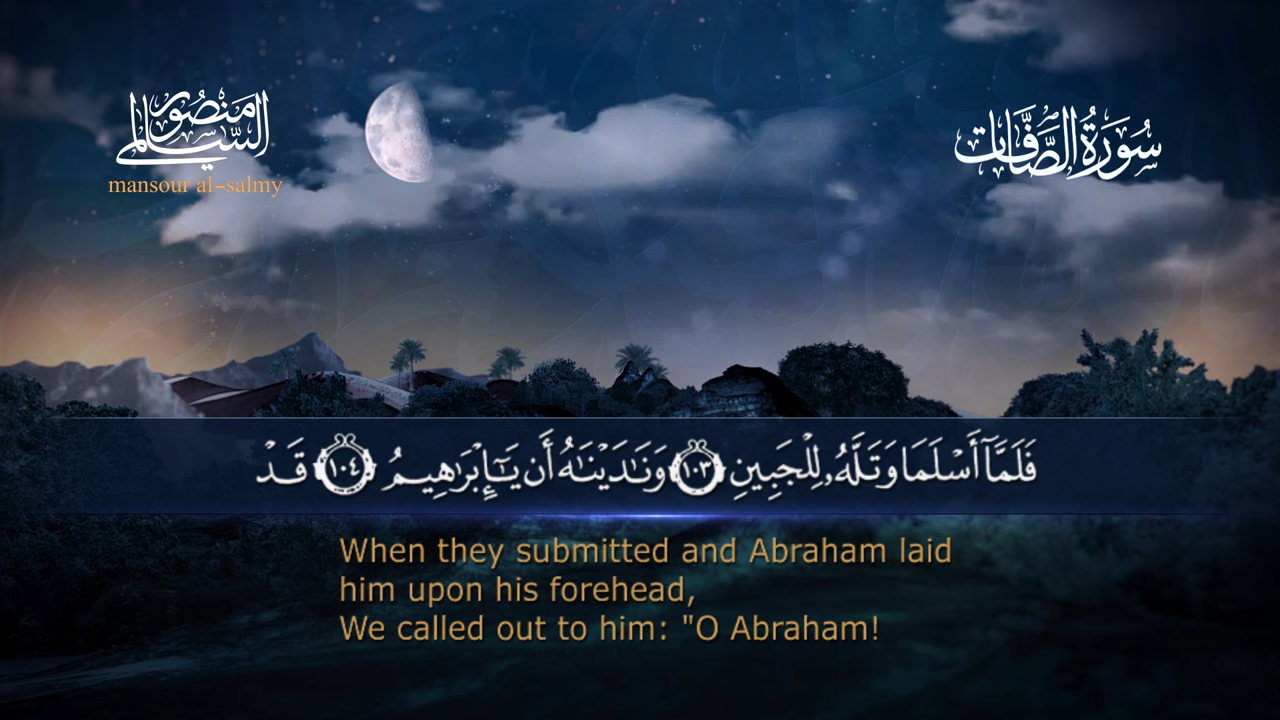 منصور السالمي
mansour al-salmy
سُورَةُ الصَّافَّات
فَلَمَّآ أَسْلَمَا وَتَلَّهُۥ لِلْجَبِينِ ١٠٣ وَنَٰدَيْنَٰهُ أَن يَٰٓإِبْرَٰهِيمُ ١٠٤ قَدْ
When they submitted and Abraham laid
him upon his forehead,
We called out to him: "O Abraham!